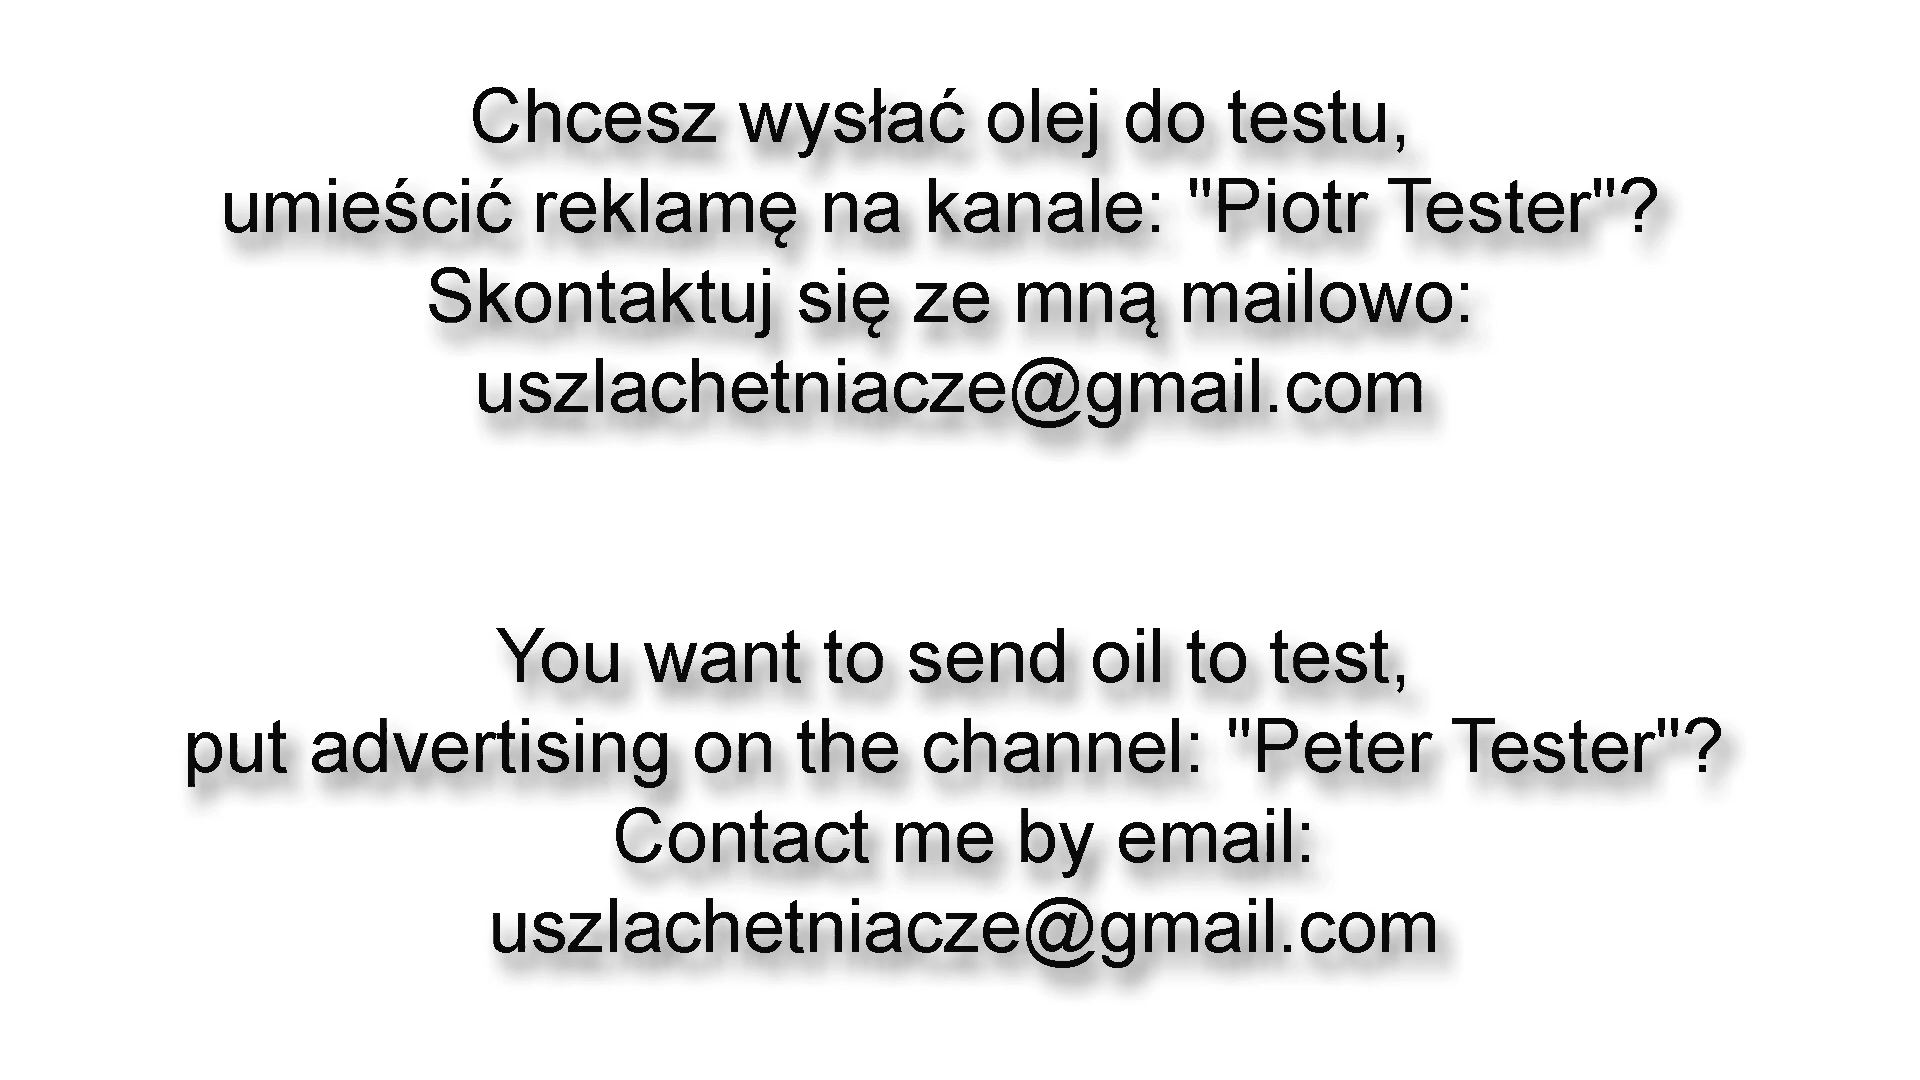 Chcesz wysłać olej do testu,
umieścić reklamę na kanale: "Piotr Tester"?
Skontaktuj się ze mną mailowo:
uszlachetniacze@gmail.com
You want to send oil to test,
put advertising on the channel: "Peter Tester"?
Contact me by email:
uszlachetniacze@gmail.com